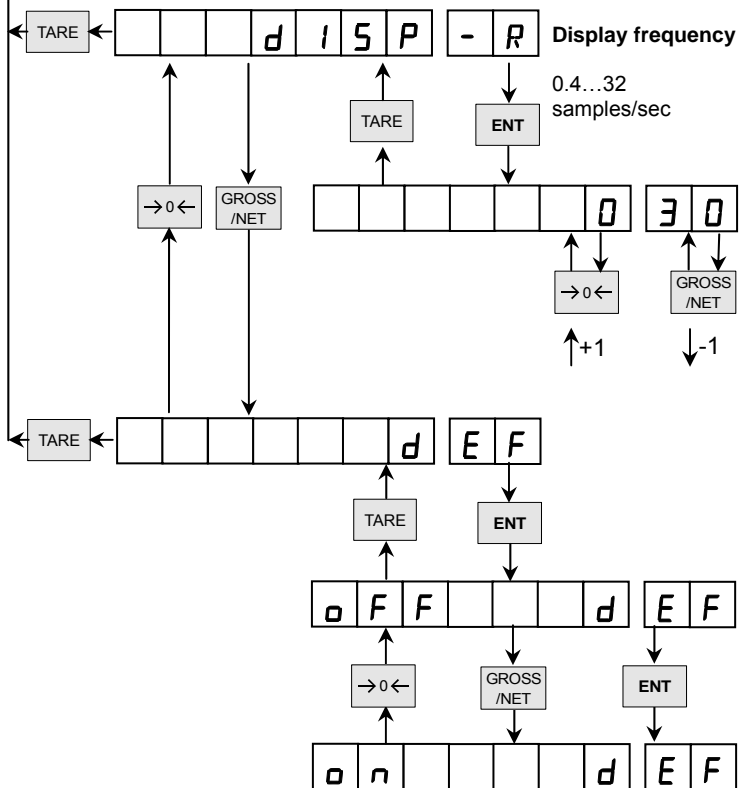 TARE d I S P - R Display frequency
0.4…32
samples/sec
TARE ENT
→0← GROSS
/NET
0 3 0
→0← GROSS
/NET
+1 -1
TARE d E F
TARE ENT
o F F d E F
→0← GROSS
/NET ENT
o n d E F